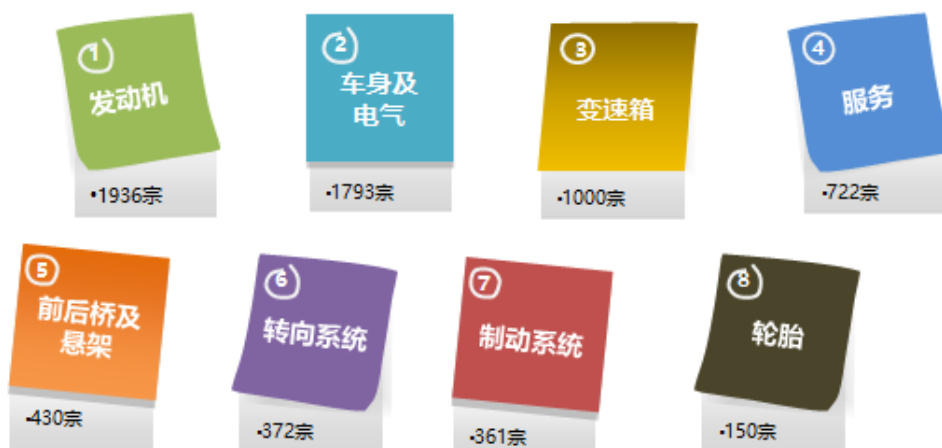 1
发动机
•1936宗
2
车身及
电气
•1793宗
3
变速箱
•1000宗
4
服务
•722宗
5
前后桥及
悬架
•430宗
6
转向系统
•372宗
7
制动系统
•361宗
8
轮胎
•150宗